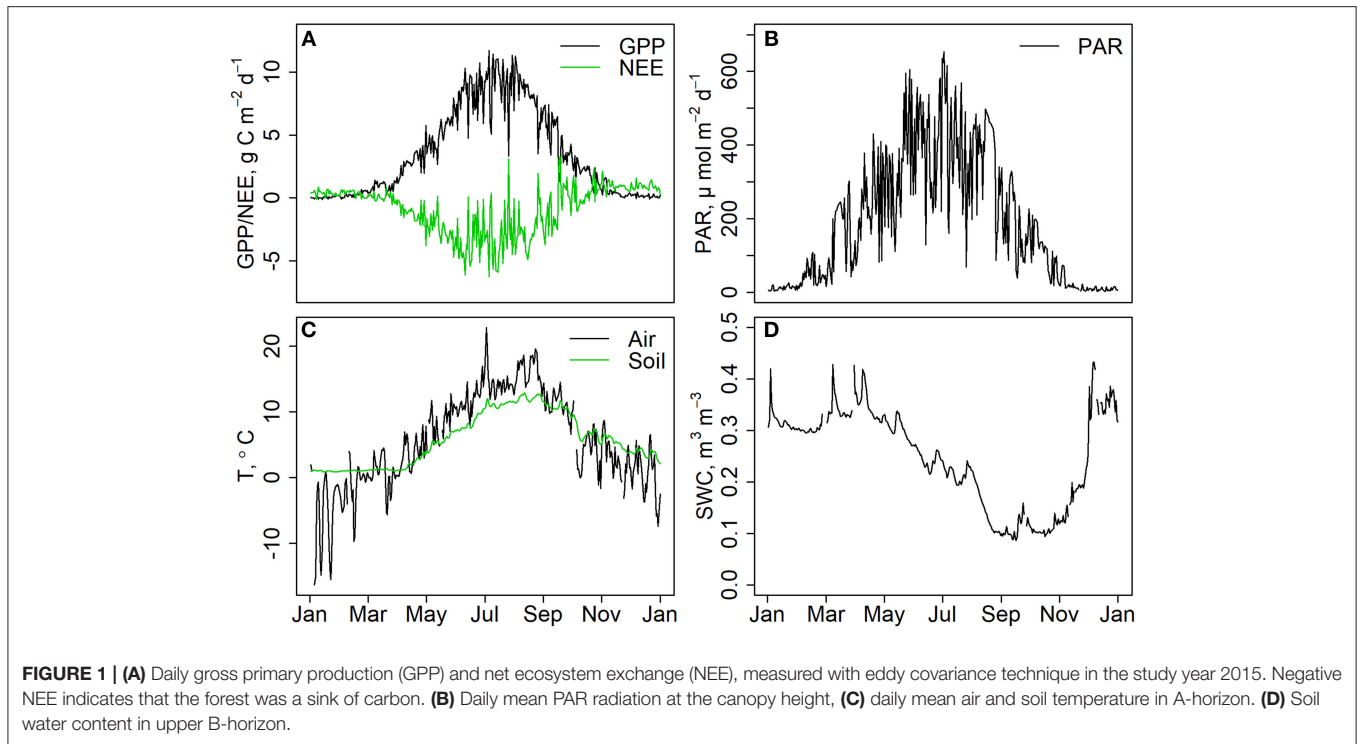 A
GPP
NEE
GPP/NEE, g C m⁻² d⁻¹
10
5
0
-5
B
PAR
PAR, µ mol m⁻² d⁻¹
600
400
200
0
C
Air
Soil
T, ° C
20
10
0
-10
Jan Mar May Jul Sep Nov Jan
D
SWC, m³ m⁻³
0.5
0.4
0.3
0.2
0.1
0.0
Jan Mar May Jul Sep Nov Jan
FIGURE 1 | (A) Daily gross primary production (GPP) and net ecosystem exchange (NEE), measured with eddy covariance technique in the study year 2015. Negative
NEE indicates that the forest was a sink of carbon. (B) Daily mean PAR radiation at the canopy height, (C) daily mean air and soil temperature in A-horizon. (D) Soil
water content in upper B-horizon.